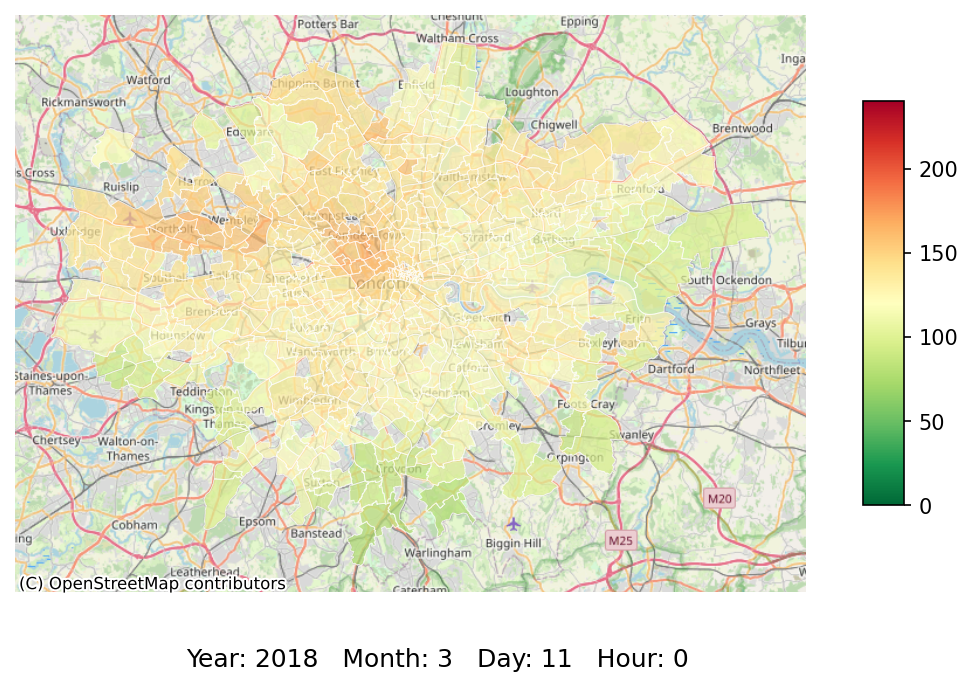 Potters Bar
Cheshunt
Epping
Waltham Cross
Watford
Chipping Barnet
Enfield
Loughton
Inga
Rickmansworth
Chigwell
Brentwood
Edgware
s Cross
East Finchley
Walthamstow
Ruislip
Harrow
Romford
Hampstead
Ilford
Uxbridge
Northolt
Wembley
Camden Town
Stratford
Barking
Southall
Ealing
Shepherd's
Bush
London
South Ockendon
Brentford
Greenwich
Erith
Grays
Hounslow
Fulham
Wandsworth
Brixton
Lewisham
Bexleyheath
Tilbur
Staines-upon-
Thames
Teddington
Catford
Dartford
Northfleet
Kingston upon
Thames
Wimbledon
Sydenham
Foots Cray
Chertsey
Walton-on-
Thames
Bromley
Swanley
Croydon
Orpington
Sutton
M20
ing
Cobham
Epsom
Banstead
Biggin Hill
M25
Warlingham
Leatherhead
Caterham
W
(C) OpenStreetMap contributors
200
150
100
50
0
Year: 2018 Month: 3 Day: 11 Hour: 0